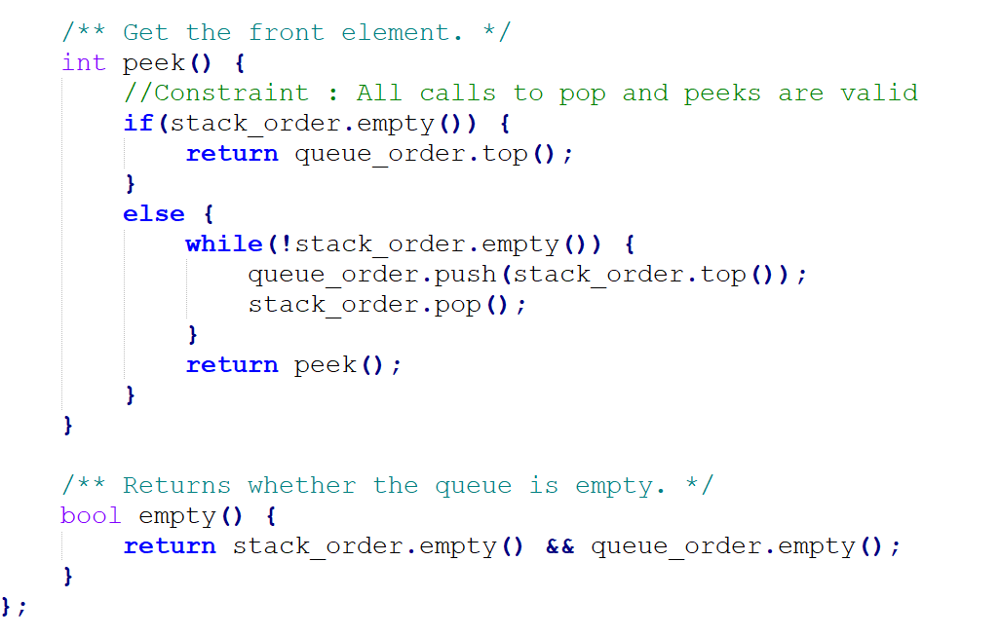 /** Get the front element. */
int peek() {
//Constraint : All calls to pop and peeks are valid
if(stack_order.empty()) {
return queue_order.top();
}
else {
while(!stack_order.empty()) {
queue_order.push(stack_order.top());
stack_order.pop();
}
return peek();
}
}
/** Returns whether the queue is empty. */
bool empty() {
return stack_order.empty() && queue_order.empty();
}
};